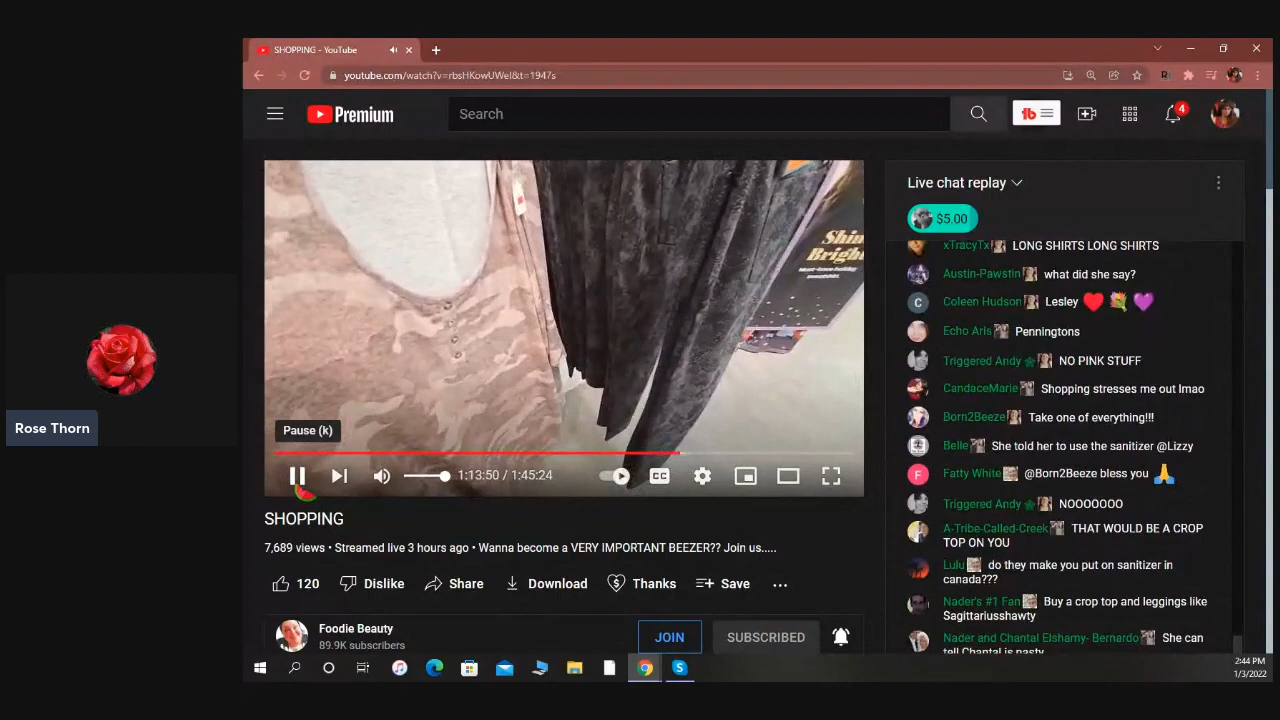 SHOPPING - YouTube
youtube.com/watch?v=rbsHKowUWeI&t=1947s
Premium
Search
tb
4
Live chat replay
$5.00
xTracyTx LONG SHIRTS LONG SHIRTS
Austin-Pawstin what did she say?
C Coleen Hudson Lesley
Echo Aris Penningtons
Triggered Andy NO PINK STUFF
CandaceMarie Shopping stresses me out lmao
Born2Beeze Take one of everything!!!
Belle She told her to use the sanitizer @Lizzy
F Fatty White @Born2Beeze bless you
Triggered Andy NOOOOOOO
A-Tribe-Called-Creek THAT WOULD BE A CROP
TOP ON YOU
Lulu do they make you put on sanitizer in
canada???
Nader's #1 Fan Buy a crop top and leggings like
Sagittariusshawty
Nader and Chantal Elshamy- Bernardo She can
tell Chantal is nasty
Bright
Pause (k)
1:13:50 / 1:45:24
CC
SHOPPING
7,689 views • Streamed live 3 hours ago • Wanna become a VERY IMPORTANT BEEZER?? Join us.....
120 Dislike Share Download Thanks Save ...
Foodie Beauty
89.9K subscribers
JOIN
SUBSCRIBED
Rose Thorn
2:44 PM
1/3/2022